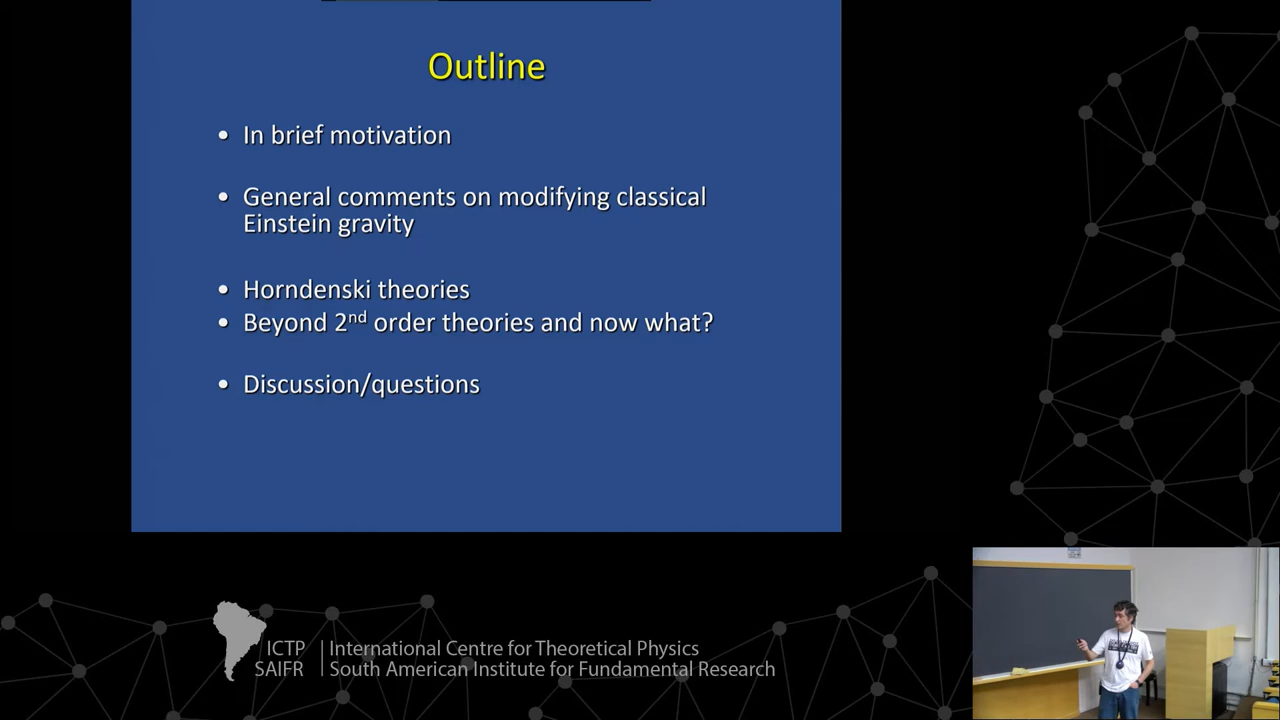 Outline
• In brief motivation
• General comments on modifying classical
Einstein gravity
• Horndenski theories
• Beyond 2nd order theories and now what?
• Discussion/questions
ICTP | International Centre for Theoretical Physics
SAIFR | South American Institute for Fundamental Research